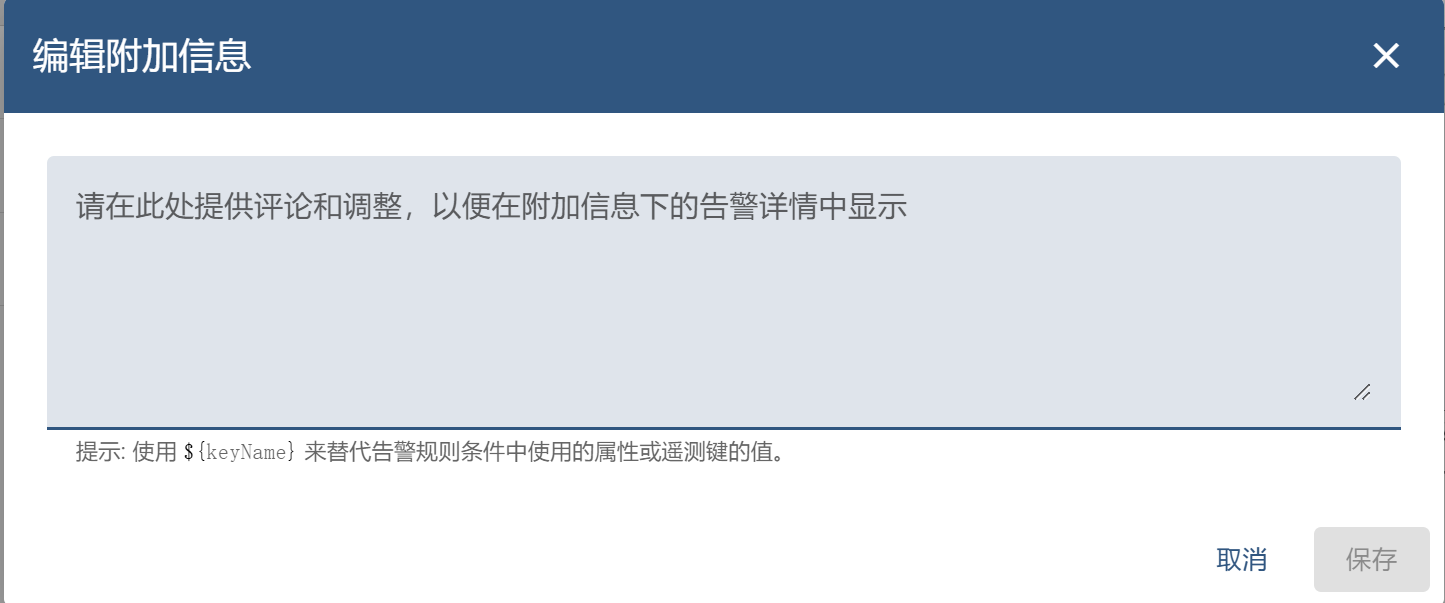 编辑附加信息
请在此处提供评论和调整，以便在附加信息下的告警详情中显示
提示: 使用 ${keyName} 来替代告警规则条件中使用的属性或遥测键的值。
取消
保存